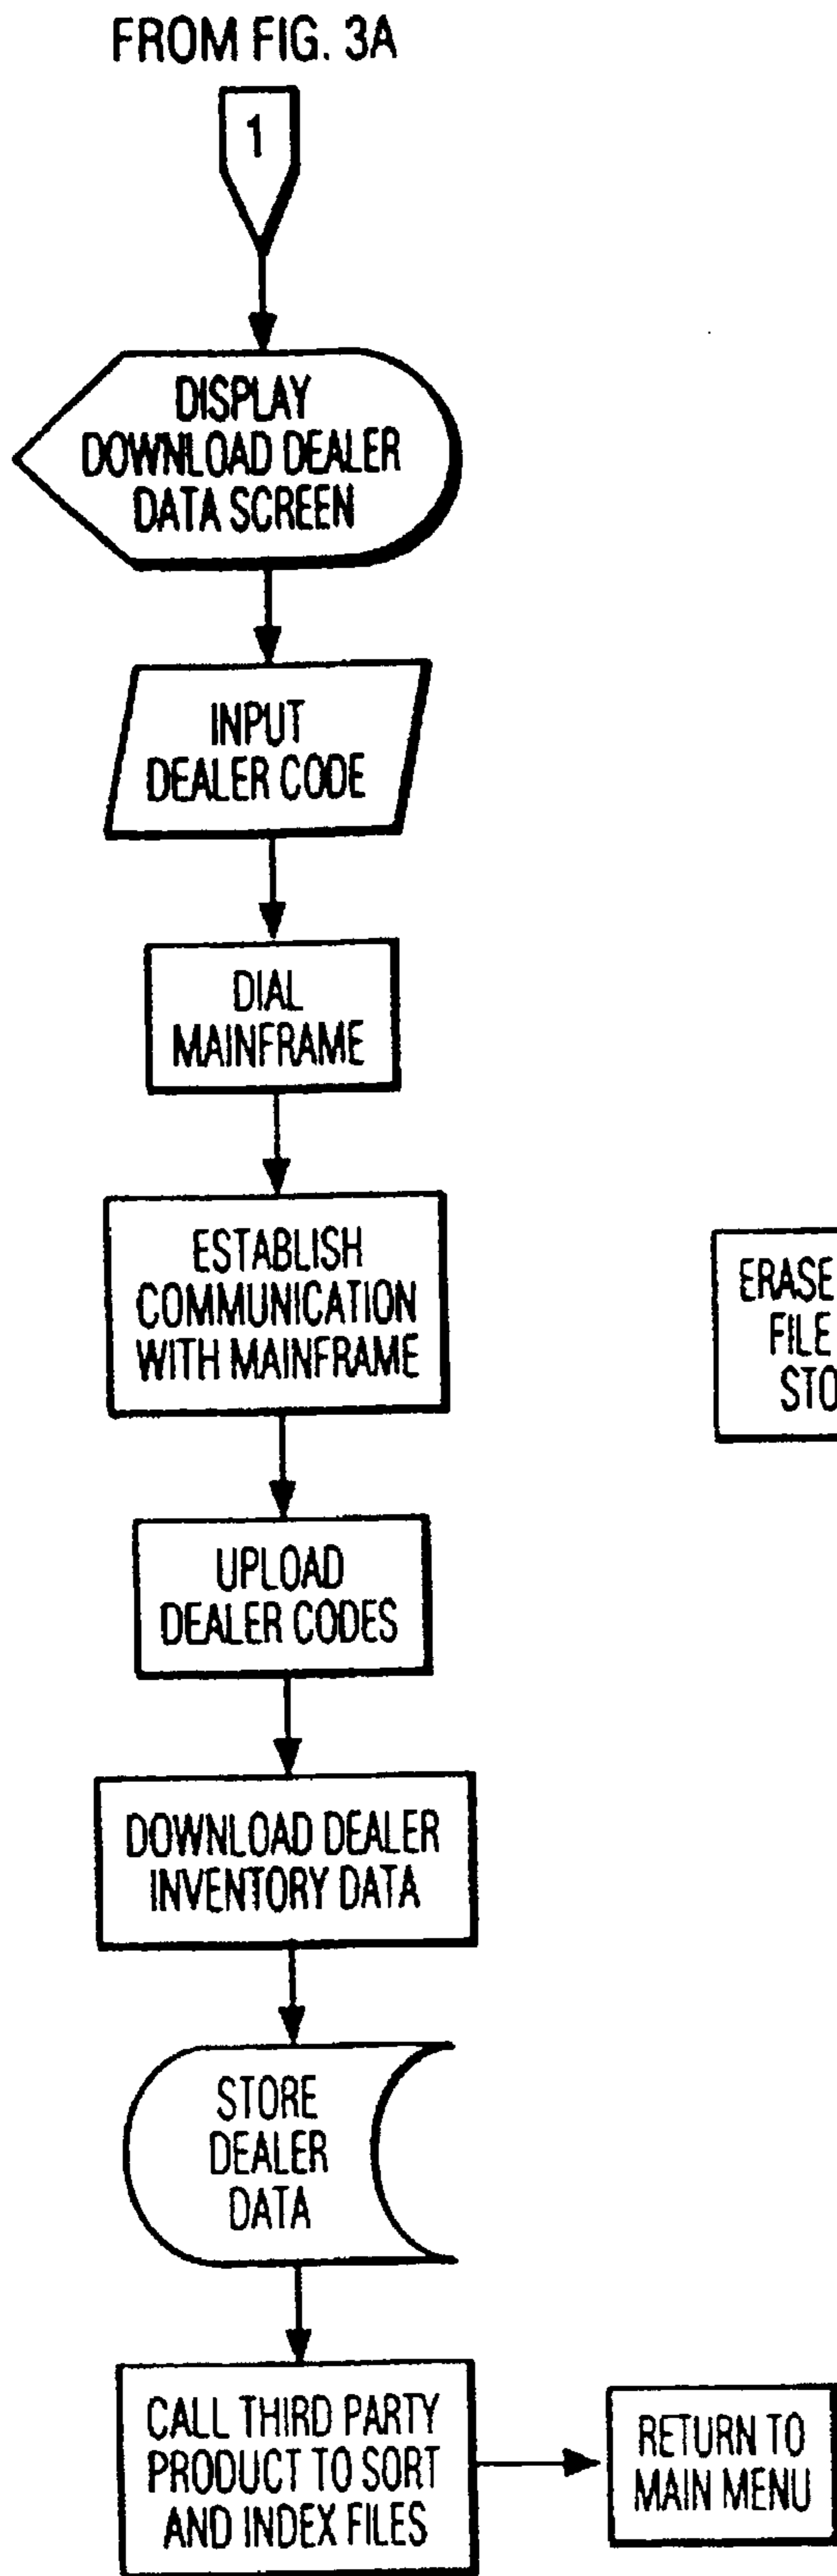 FROM FIG. 3A
1
DISPLAY
DOWNLOAD DEALER
DATA SCREEN
INPUT
DEALER CODE
DIAL
MAINFRAME
ESTABLISH
COMMUNICATION
WITH MAINFRAME
ERASE
FILE
STO
UPLOAD
DEALER CODES
DOWNLOAD DEALER
INVENTORY DATA
STORE
DEALER
DATA
CALL THIRD PARTY
PRODUCT TO SORT
AND INDEX FILES
RETURN TO
MAIN MENU